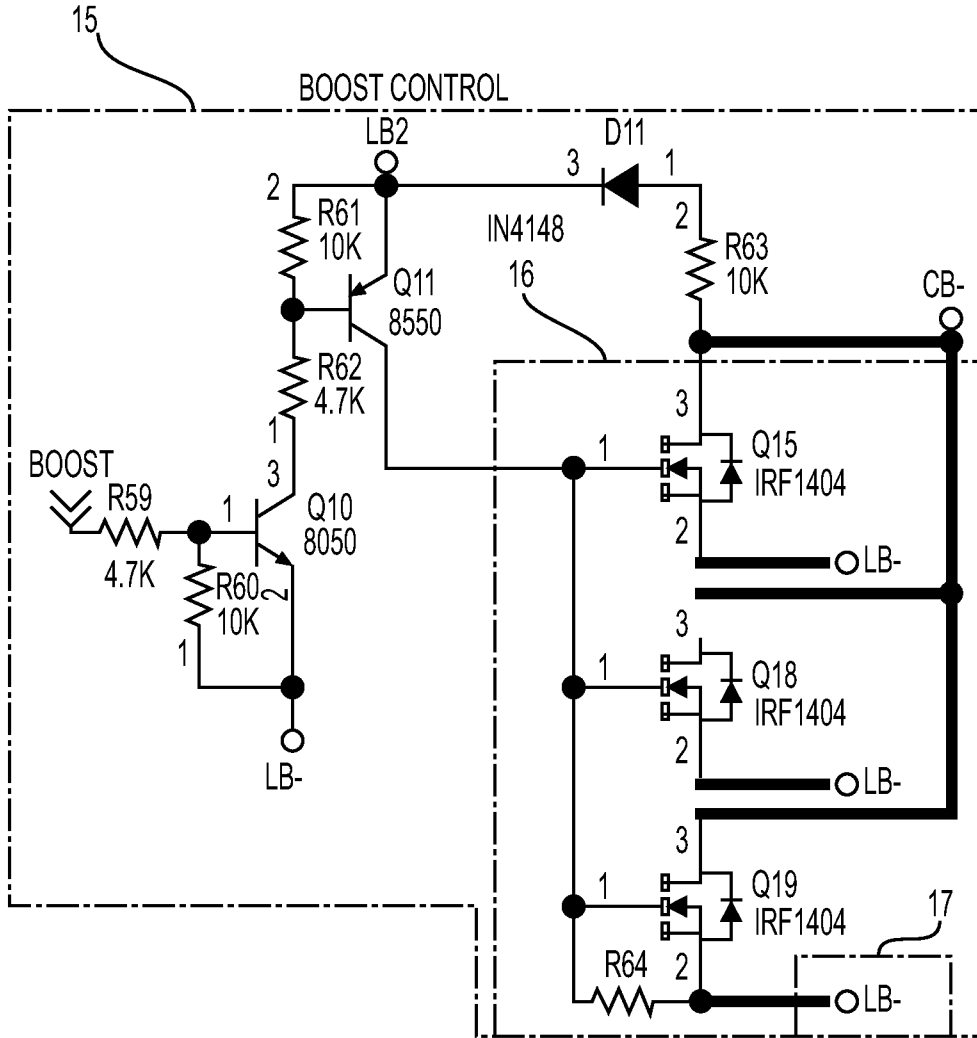 15
BOOST CONTROL
LB2
D11
3
1
2
2
R61
10K
IN4148
16
R63
10K
Q11
8550
CB-
R62
4.7K
1
3
1
Q15
IRF1404
BOOST
3
R59
4.7K
1
Q10
8050
2
LB-
R60
10K
2
1
3
1
Q18
IRF1404
LB-
2
LB-
3
1
Q19
IRF1404
17
R64
2
LB-